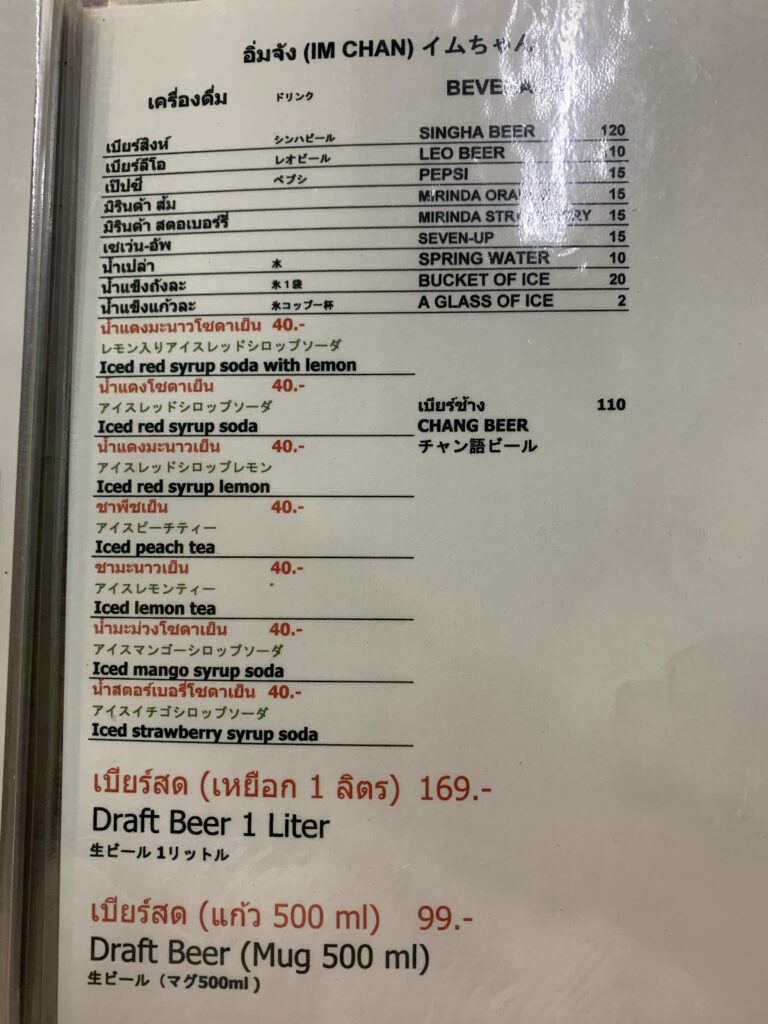 อิ่มจัง (IM CHAN) イムちゃん
เครื่องดื่ม ドリンク
เบียร์สิงห์ シンハビール SINGHA BEER 120
เบียร์ลีโอ レオビール LEO BEER 10
เป๊ปซี่ ペプシ PEPSI 15
มิรินด้า ส้ม MIRINDA 15
มิรินด้า สตอเบอร์รี่ MIRINDA 15
เซเว่น-อัพ SEVEN-UP 15
น้ำเปล่า 水 SPRING WATER 10
น้ำแข็งถังละ 氷1袋 BUCKET OF ICE 20
น้ำแข็งแก้วละ 氷コップ一杯 A GLASS OF ICE 2
น้ำแดงมะนาวโซดาเย็น 40.-
レモン入りアイスレッドシロップソーダ
Iced red syrup soda with lemon
น้ำแดงโซดาเย็น 40.-
アイスレッドシロップソーダ
Iced red syrup soda
น้ำแดงมะนาวเย็น 40.-
アイスレッドシロップレモン
Iced red syrup lemon
ชาพีชเย็น 40.-
アイスピーチティー
Iced peach tea
ชามะนาวเย็น 40.-
アイスレモンティー
Iced lemon tea
น้ำมะม่วงโซดาเย็น 40.-
アイスマンゴーシロップソーダ
Iced mango syrup soda
น้ำสตอร์เบอรี่โซดาเย็น 40.-
アイスイチゴシロップソーダ
Iced strawberry syrup soda
เบียร์ช้าง 110
CHANG BEER
チャン語ビール
เบียร์สด (เหยือก 1 ลิตร) 169.-
Draft Beer 1 Liter
生ビール 1リットル
เบียร์สด (แก้ว 500 ml) 99.-
Draft Beer (Mug 500 ml)
生ビール（マグ500ml )